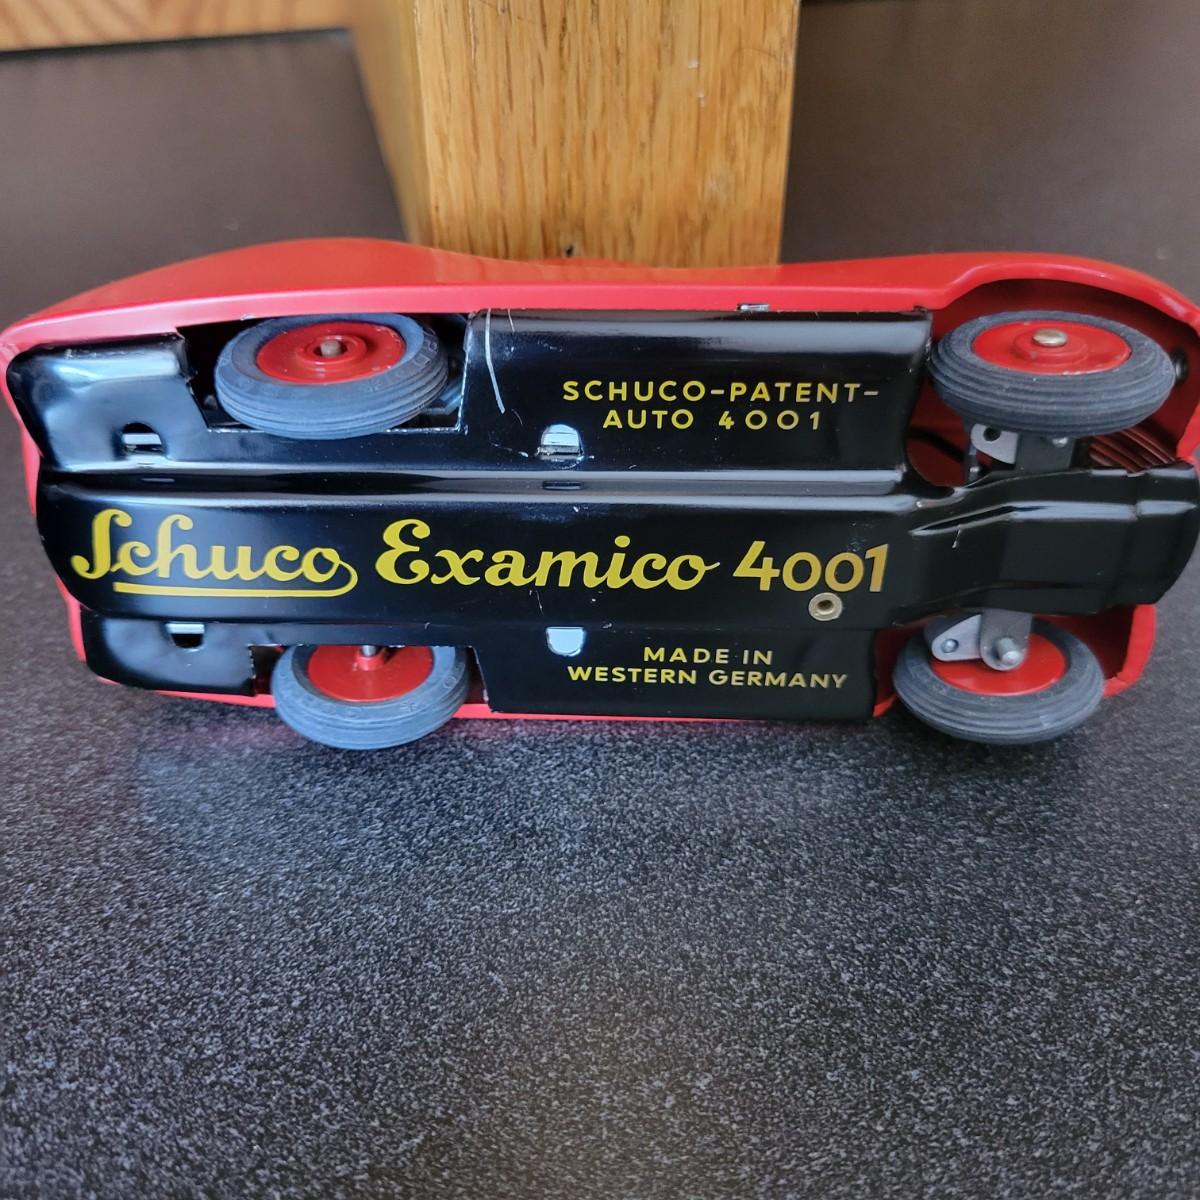 SCHUCO-PATENT-
AUTO 4001
Schuco Examico 4001
MADE IN
WESTERN GERMANY